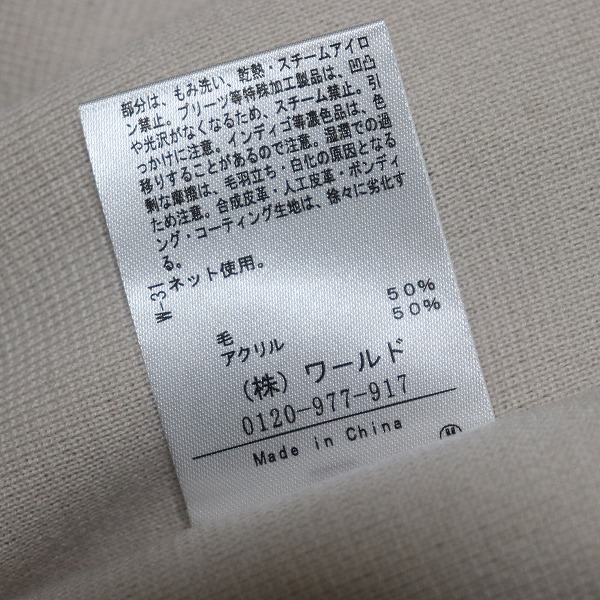 部分は、もみ洗い、乾熱・スチームアイロ
ン禁止。プリーツ等特殊加工製品は、凹凸
や光沢がなくなるため、スチーム禁止。引
っかけに注意。インディゴ等濃色品は、色
移りすることがあるので注意。湿潤での過
剰な摩擦は、毛羽立ち・白化の原因となる
ため注意。合成皮革・人工皮革・ボンディ
ング・コーティング生地は、徐々に劣化す
る。
W-31 ネット使用。
毛 50%
アクリル 50%
(株) ワールド
0120-977-917
Made in China